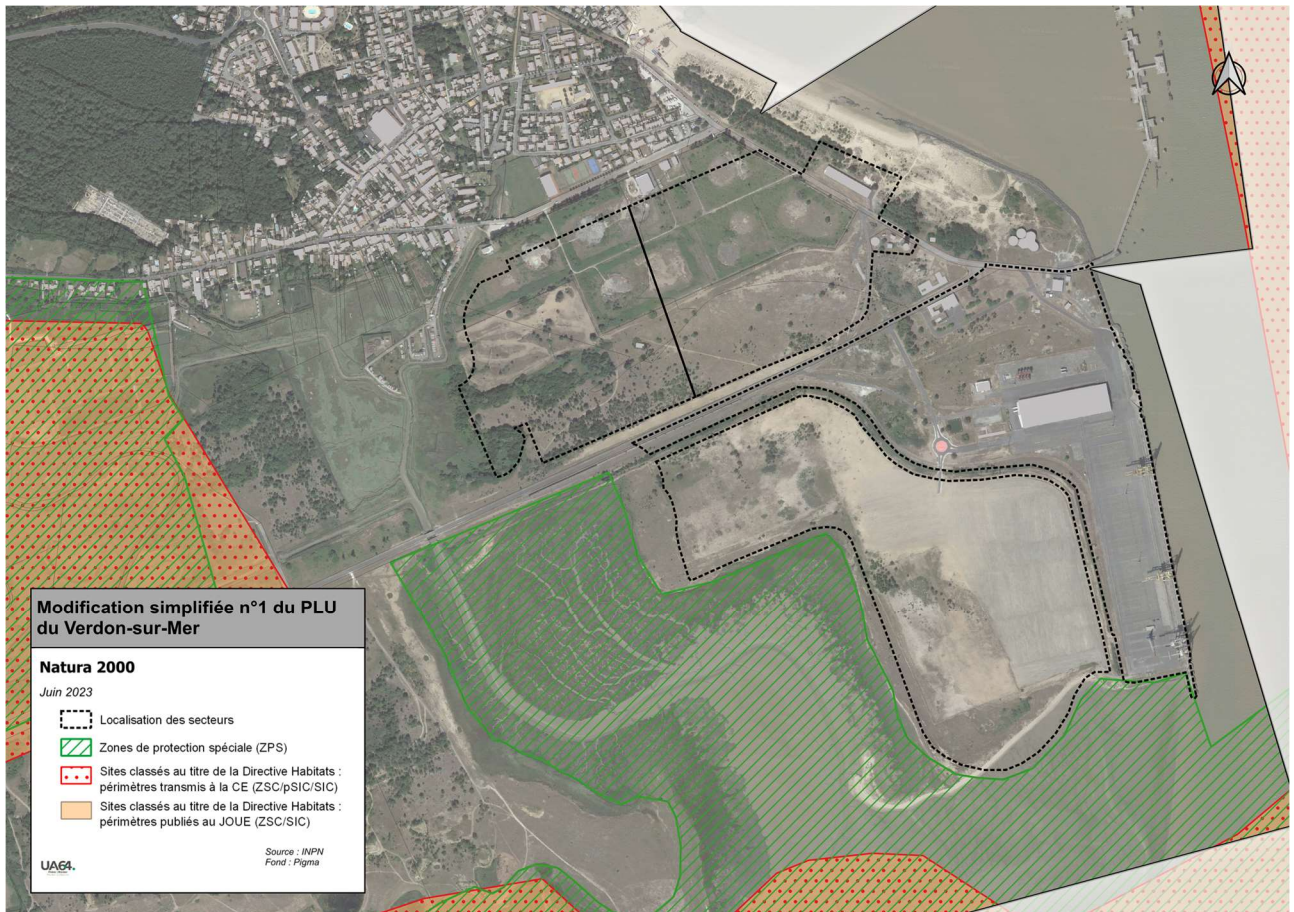 Modification simplifiée n°1 du PLU
du Verdon-sur-Mer
Natura 2000
Juin 2023
Localisation des secteurs
Zones de protection spéciale (ZPS)
Sites classés au titre de la Directive Habitats :
périmètres transmis à la CE (ZSC/pSIC/SIC)
Sites classés au titre de la Directive Habitats :
périmètres publiés au JOUE (ZSC/SIC)
Source : INPN
Fond : Pigma
UA64.